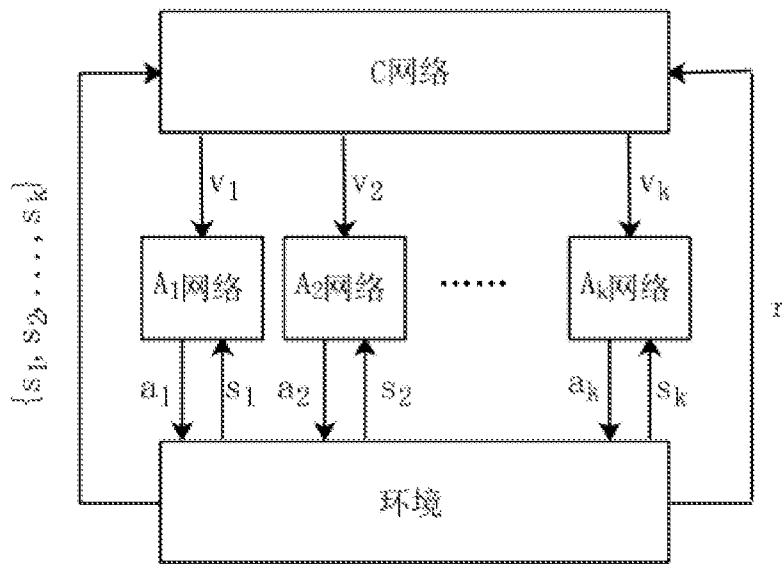 C网络
v1
v2
vk
{s1, s2, ..., sk}
A1网络
A2网络
······
Ak网络
r
a1
s1
a2
s2
ak
sk
环境